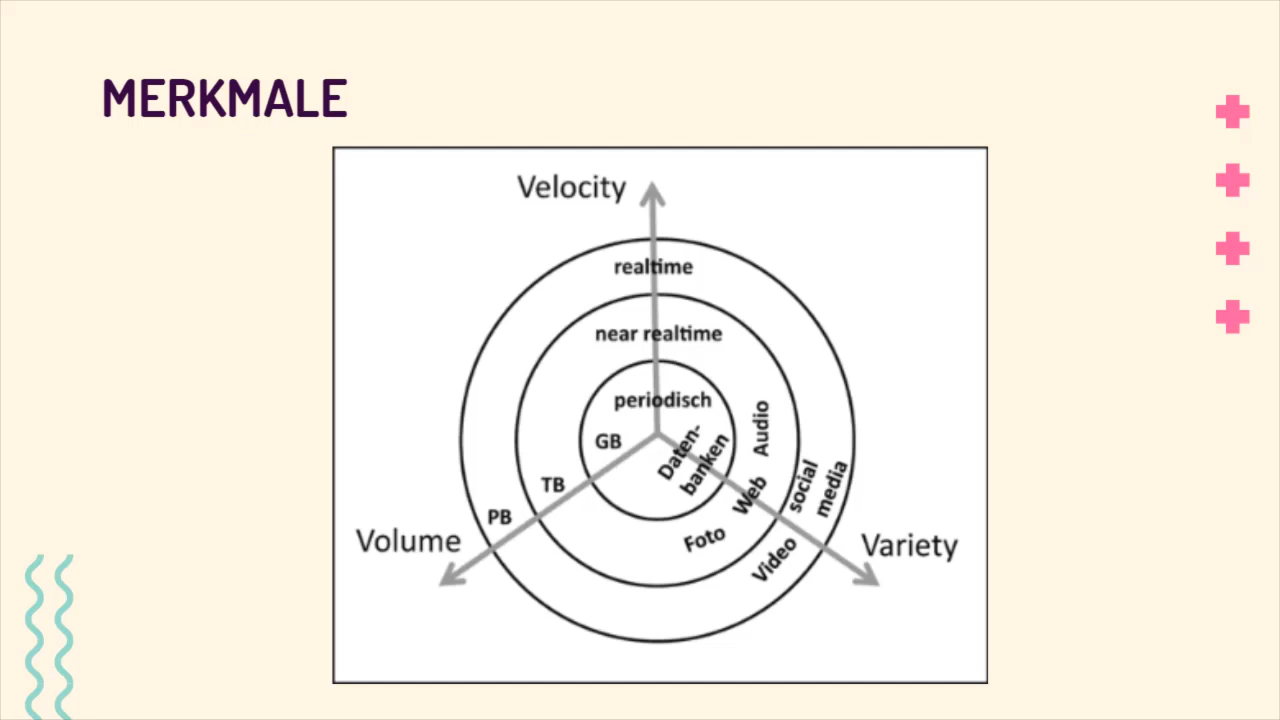 MERKMALE
Velocity
realtime
near realtime
periodisch
GB
TB
PB
Volume
Daten-
banken
Audio
Web
Foto
social
media
Video
Variety